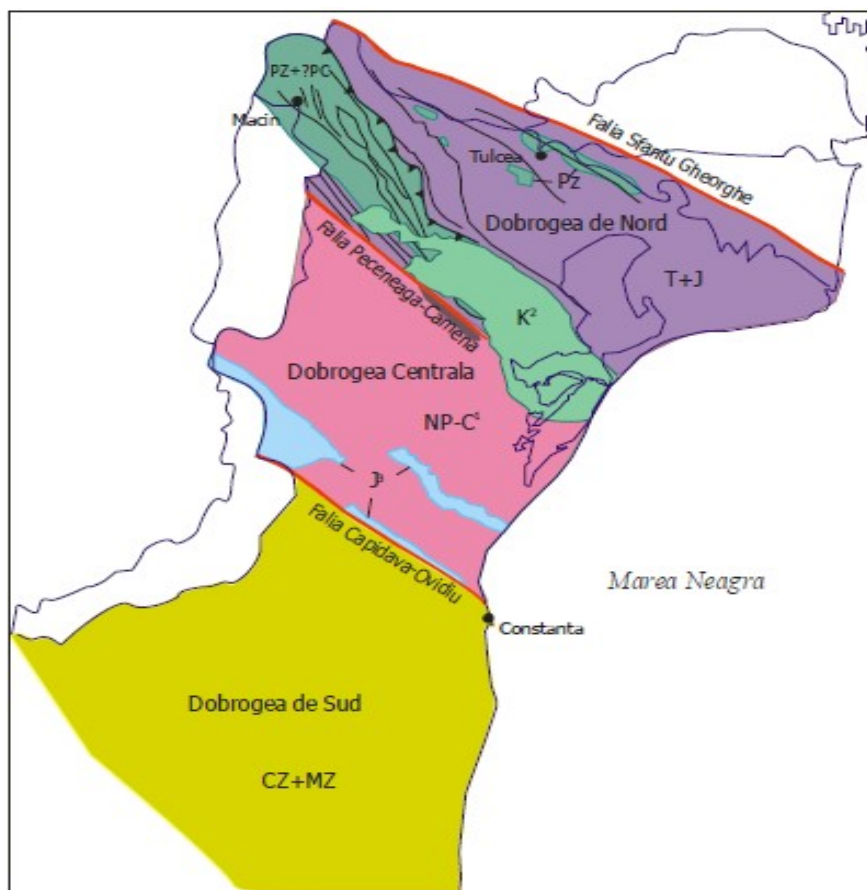 PZ+?PC
Macin
Falia Sfantu Gheorghe
Tulcea
PZ
Dobrogea de Nord
T+J
Falia Peceneaga-Camena
K²
Dobrogea Centrala
NP-C¹
J³
Falia Capidava-Ovidiu
Marea Neagra
Constanta
Dobrogea de Sud
CZ+MZ